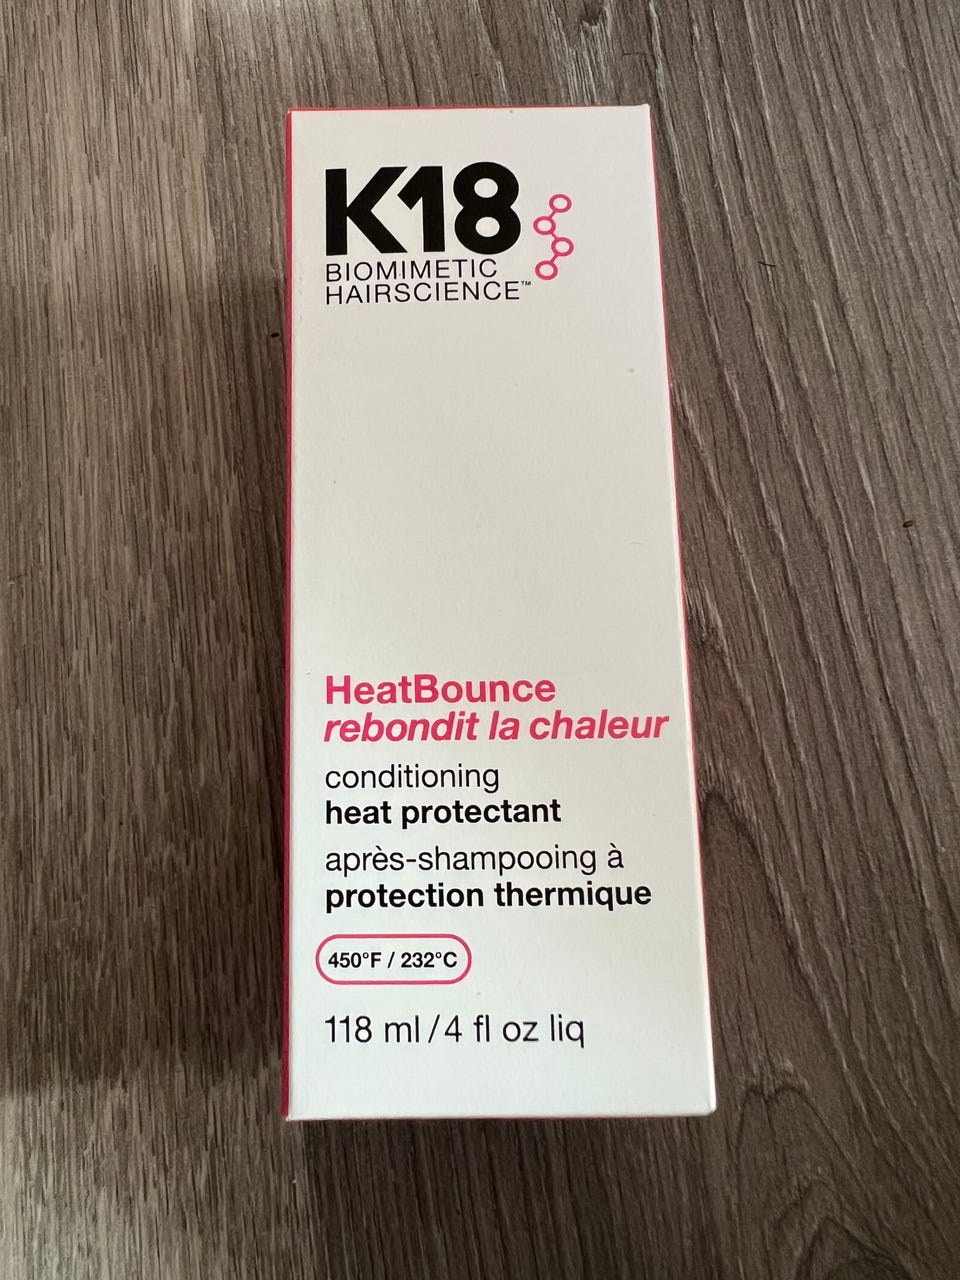 K18
BIOMIMETIC
HAIRSCIENCE™
HeatBounce
rebondit la chaleur
conditioning
heat protectant
après-shampooing à
protection thermique
450°F / 232°C
118 ml / 4 fl oz liq